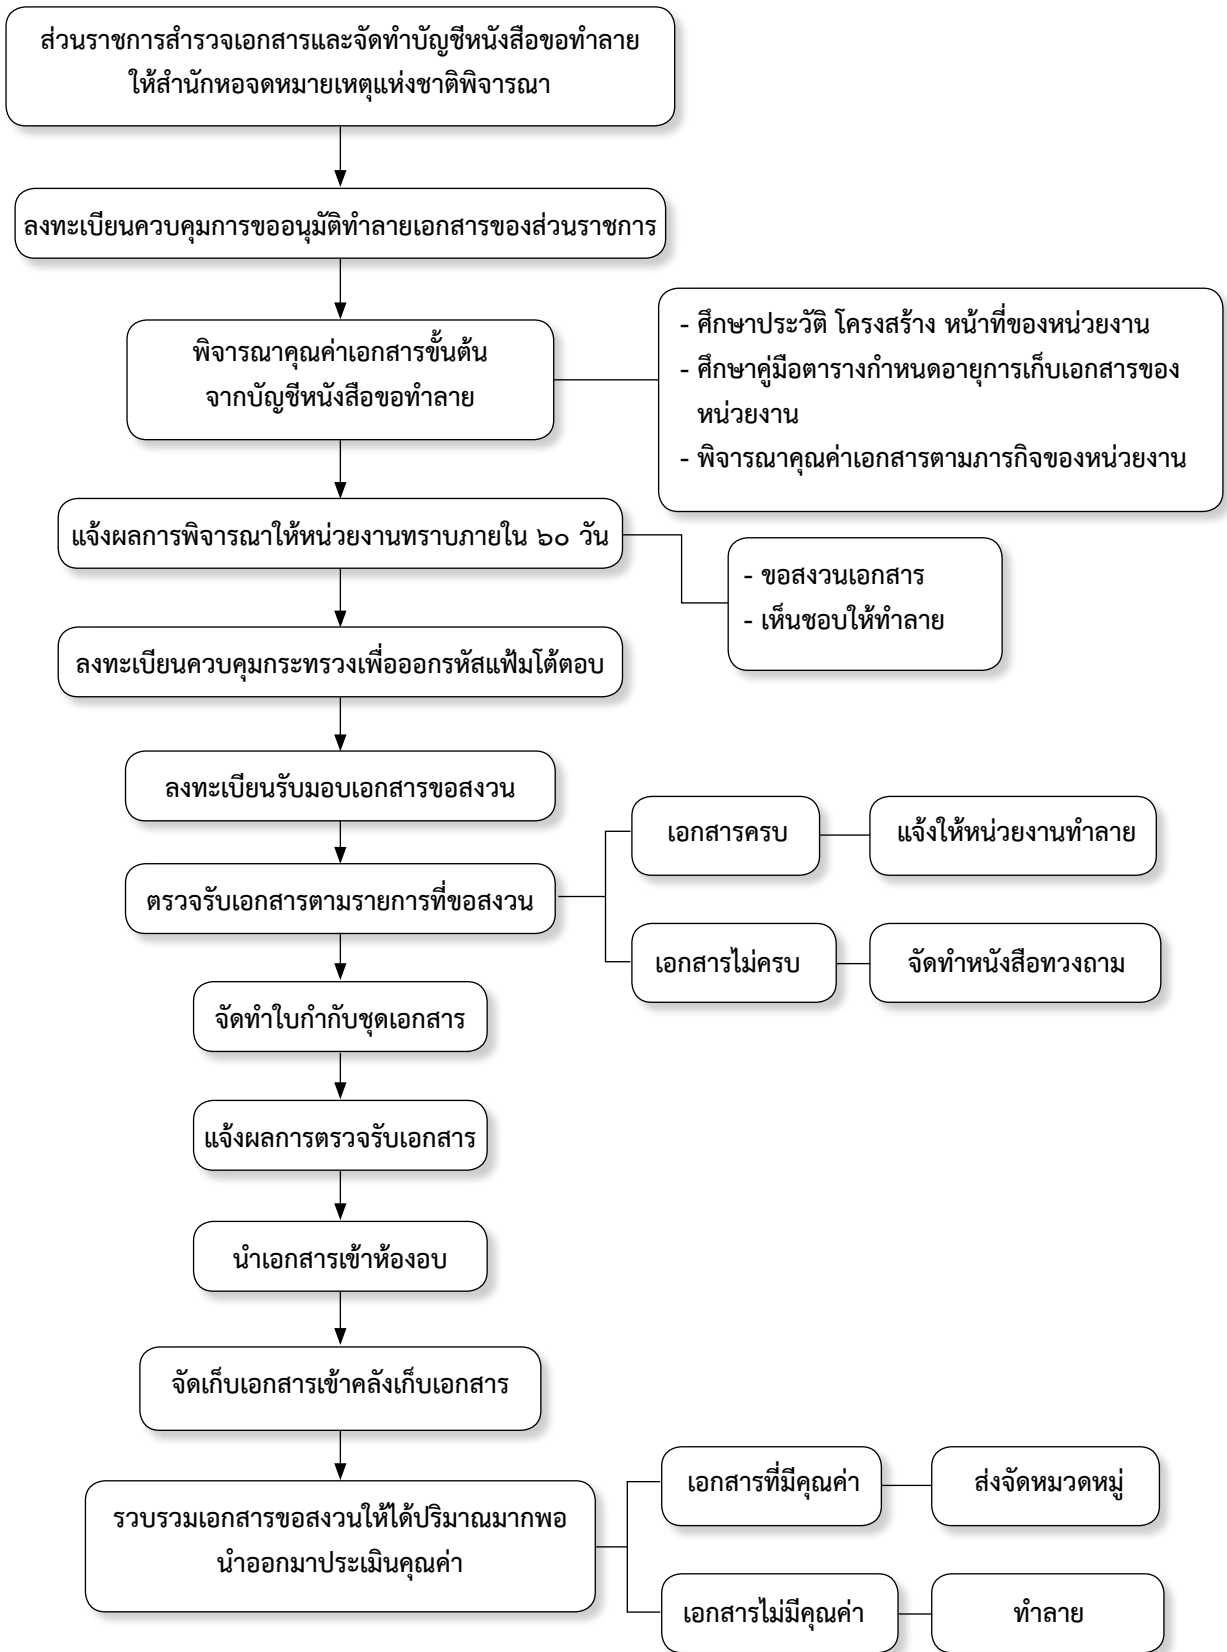 ส่วนราชการสำรวจเอกสารและจัดทำบัญชีหนังสือขอทำลาย
ให้สำนักหอจดหมายเหตุแห่งชาติพิจารณา
ลงทะเบียนควบคุมการขออนุมัติทำลายเอกสารของส่วนราชการ
พิจารณาคุณค่าเอกสารขั้นต้น
จากบัญชีหนังสือขอทำลาย
- ศึกษาประวัติ โครงสร้าง หน้าที่ของหน่วยงาน
- ศึกษาคู่มือตารางกำหนดอายุการเก็บเอกสารของ
หน่วยงาน
- พิจารณาคุณค่าเอกสารตามภารกิจของหน่วยงาน
แจ้งผลการพิจารณาให้หน่วยงานทราบภายใน ๖๐ วัน
- ขอสงวนเอกสาร
- เห็นชอบให้ทำลาย
ลงทะเบียนควบคุมกระทรวงเพื่อออกรหัสแฟ้มโต้ตอบ
ลงทะเบียนรับมอบเอกสารขอสงวน
ตรวจรับเอกสารตามรายการที่ขอสงวน
เอกสารครบ
แจ้งให้หน่วยงานทำลาย
เอกสารไม่ครบ
จัดทำหนังสือทวงถาม
จัดทำใบกำกับชุดเอกสาร
แจ้งผลการตรวจรับเอกสาร
นำเอกสารเข้าห้องอบ
จัดเก็บเอกสารเข้าคลังเก็บเอกสาร
รวบรวมเอกสารขอสงวนให้ได้ปริมาณมากพอ
นำออกมาประเมินคุณค่า
เอกสารที่มีคุณค่า
ส่งจัดหมวดหมู่
เอกสารไม่มีคุณค่า
ทำลาย